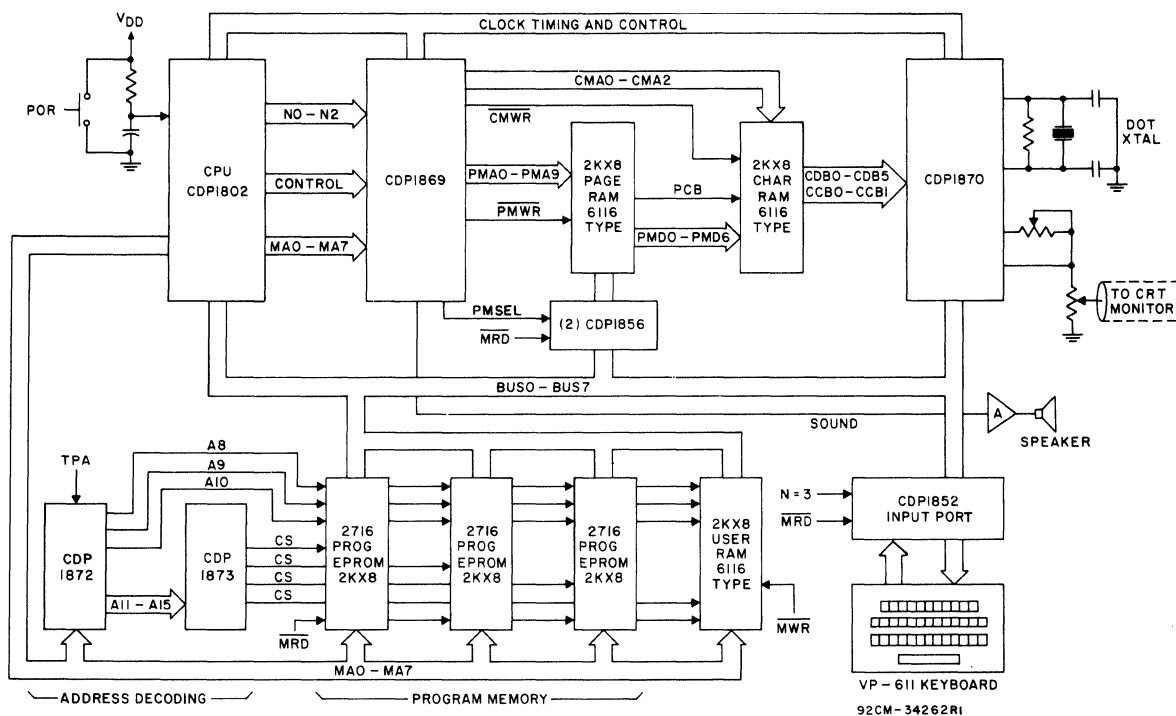 CLOCK TIMING AND CONTROL
VDD
POR
CPU
CDP1802
N0 – N2
CONTROL
MA0 – MA7
CDP1869
CMA0 – CMA2
CMWR
PMA0 – PMA9
PMWR
2KX8
PAGE
RAM
6116
TYPE
PCB
PMD0 – PMD6
2KX8
CHAR
RAM
6116
TYPE
CDB0 – CDB5
CCB0 – CCB1
CDP1870
DOT
XTAL
TO CRT
MONITOR
PMSEL
MRD
(2) CDP1856
BUS0 – BUS7
SOUND
A
SPEAKER
TPA
A8
A9
A10
CDP
1872
A11 – A15
CDP
1873
CS
CS
CS
CS
MRD
2716
PROG
EPROM
2KX8
2716
PROG
EPROM
2KX8
2716
PROG
EPROM
2KX8
2KX8
USER
RAM
6116
TYPE
MWR
N = 3
MRD
CDP1852
INPUT PORT
MA0 – MA7
ADDRESS DECODING
PROGRAM MEMORY
VP – 611 KEYBOARD
92CM – 34262R1